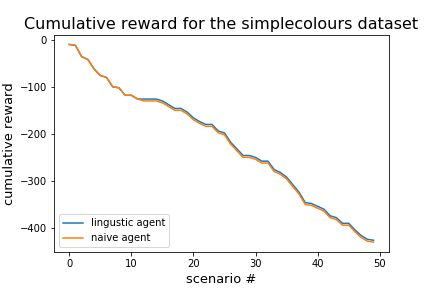 Cumulative reward for the simplecolours dataset
cumulative reward
0
−100
−200
−300
−400
lingustic agent
naive agent
0 10 20 30 40 50
scenario #